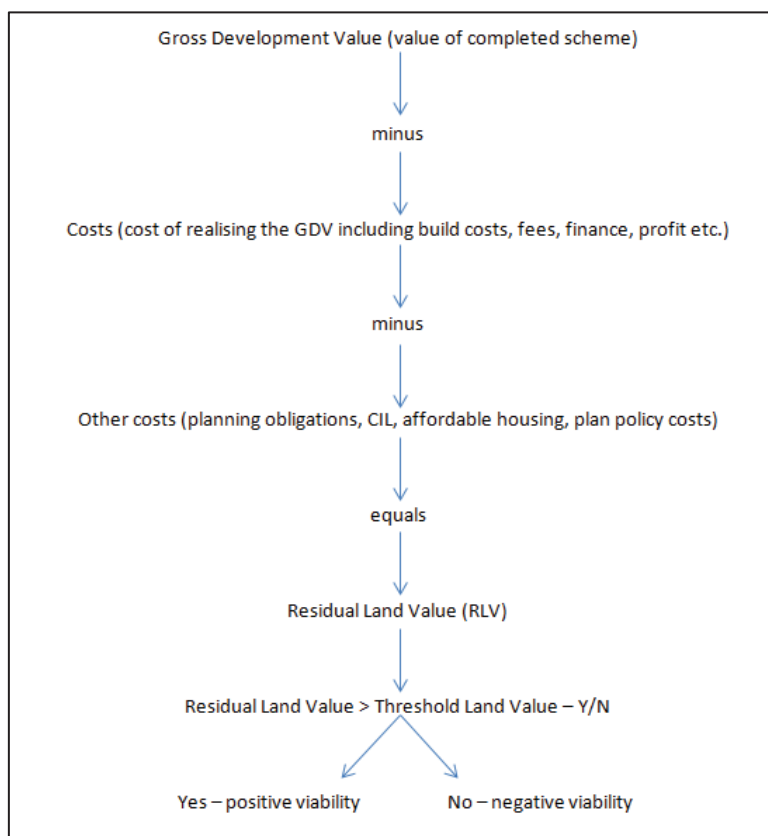 Gross Development Value (value of completed scheme)
minus
Costs (cost of realising the GDV including build costs, fees, finance, profit etc.)
minus
Other costs (planning obligations, CIL, affordable housing, plan policy costs)
equals
Residual Land Value (RLV)
Residual Land Value > Threshold Land Value – Y/N
Yes – positive viability
No – negative viability